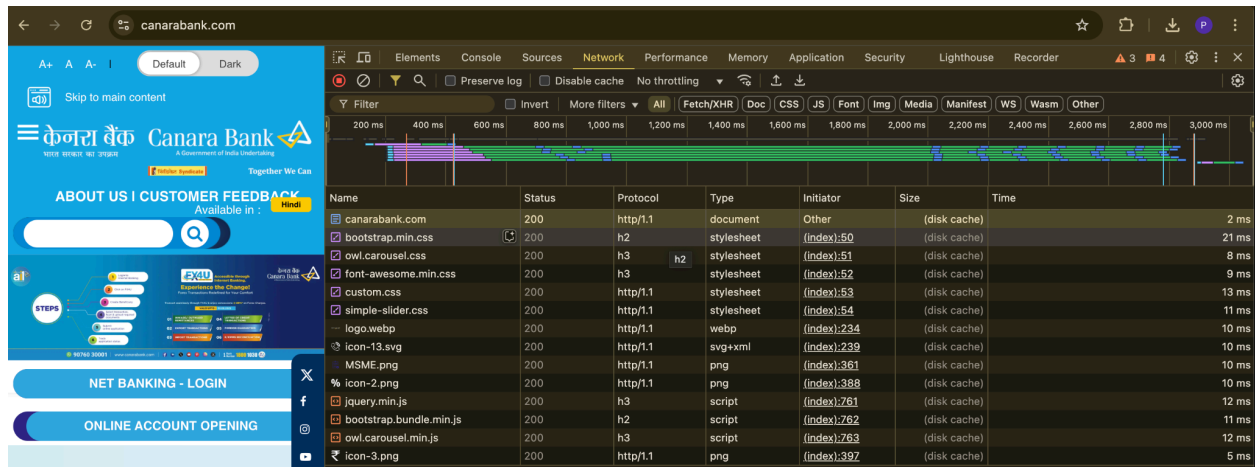 canarabank.com
P
A+ A A- I Default Dark
Skip to main content
केनरा बैंक Canara Bank
भारत सरकार का उपक्रम A Government of India Undertaking
Together We Can
ABOUT US I CUSTOMER FEEDBACK
Available in : Hindi
STEPS
EX4U
Experience the Change!
केनरा बैंक
Canara Bank
90760 30001
NET BANKING - LOGIN
ONLINE ACCOUNT OPENING
Elements Console Sources Network Performance Memory Application Security Lighthouse Recorder 3 4
Preserve log Disable cache No throttling
Filter Invert More filters All Fetch/XHR Doc CSS JS Font Img Media Manifest WS Wasm Other
200 ms 400 ms 600 ms 800 ms 1,000 ms 1,200 ms 1,400 ms 1,600 ms 1,800 ms 2,000 ms 2,200 ms 2,400 ms 2,600 ms 2,800 ms 3,000 ms
Name Status Protocol Type Initiator Size Time
canarabank.com 200 http/1.1 document Other (disk cache) 2 ms
bootstrap.min.css 200 h2 stylesheet (index):50 (disk cache) 21 ms
owl.carousel.css 200 h3 stylesheet (index):51 (disk cache) 8 ms
h2
font-awesome.min.css 200 h3 stylesheet (index):52 (disk cache) 9 ms
custom.css 200 http/1.1 stylesheet (index):53 (disk cache) 13 ms
simple-slider.css 200 http/1.1 stylesheet (index):54 (disk cache) 11 ms
logo.webp 200 http/1.1 webp (index):234 (disk cache) 10 ms
icon-13.svg 200 http/1.1 svg+xml (index):239 (disk cache) 10 ms
MSME.png 200 http/1.1 png (index):361 (disk cache) 10 ms
% icon-2.png 200 http/1.1 png (index):388 (disk cache) 10 ms
jquery.min.js 200 http/1.1 script (index):761 (disk cache) 12 ms
bootstrap.bundle.min.js 200 h2 script (index):762 (disk cache) 11 ms
owl.carousel.min.js 200 h3 script (index):763 (disk cache) 12 ms
₹ icon-3.png 200 http/1.1 png (index):397 (disk cache) 5 ms